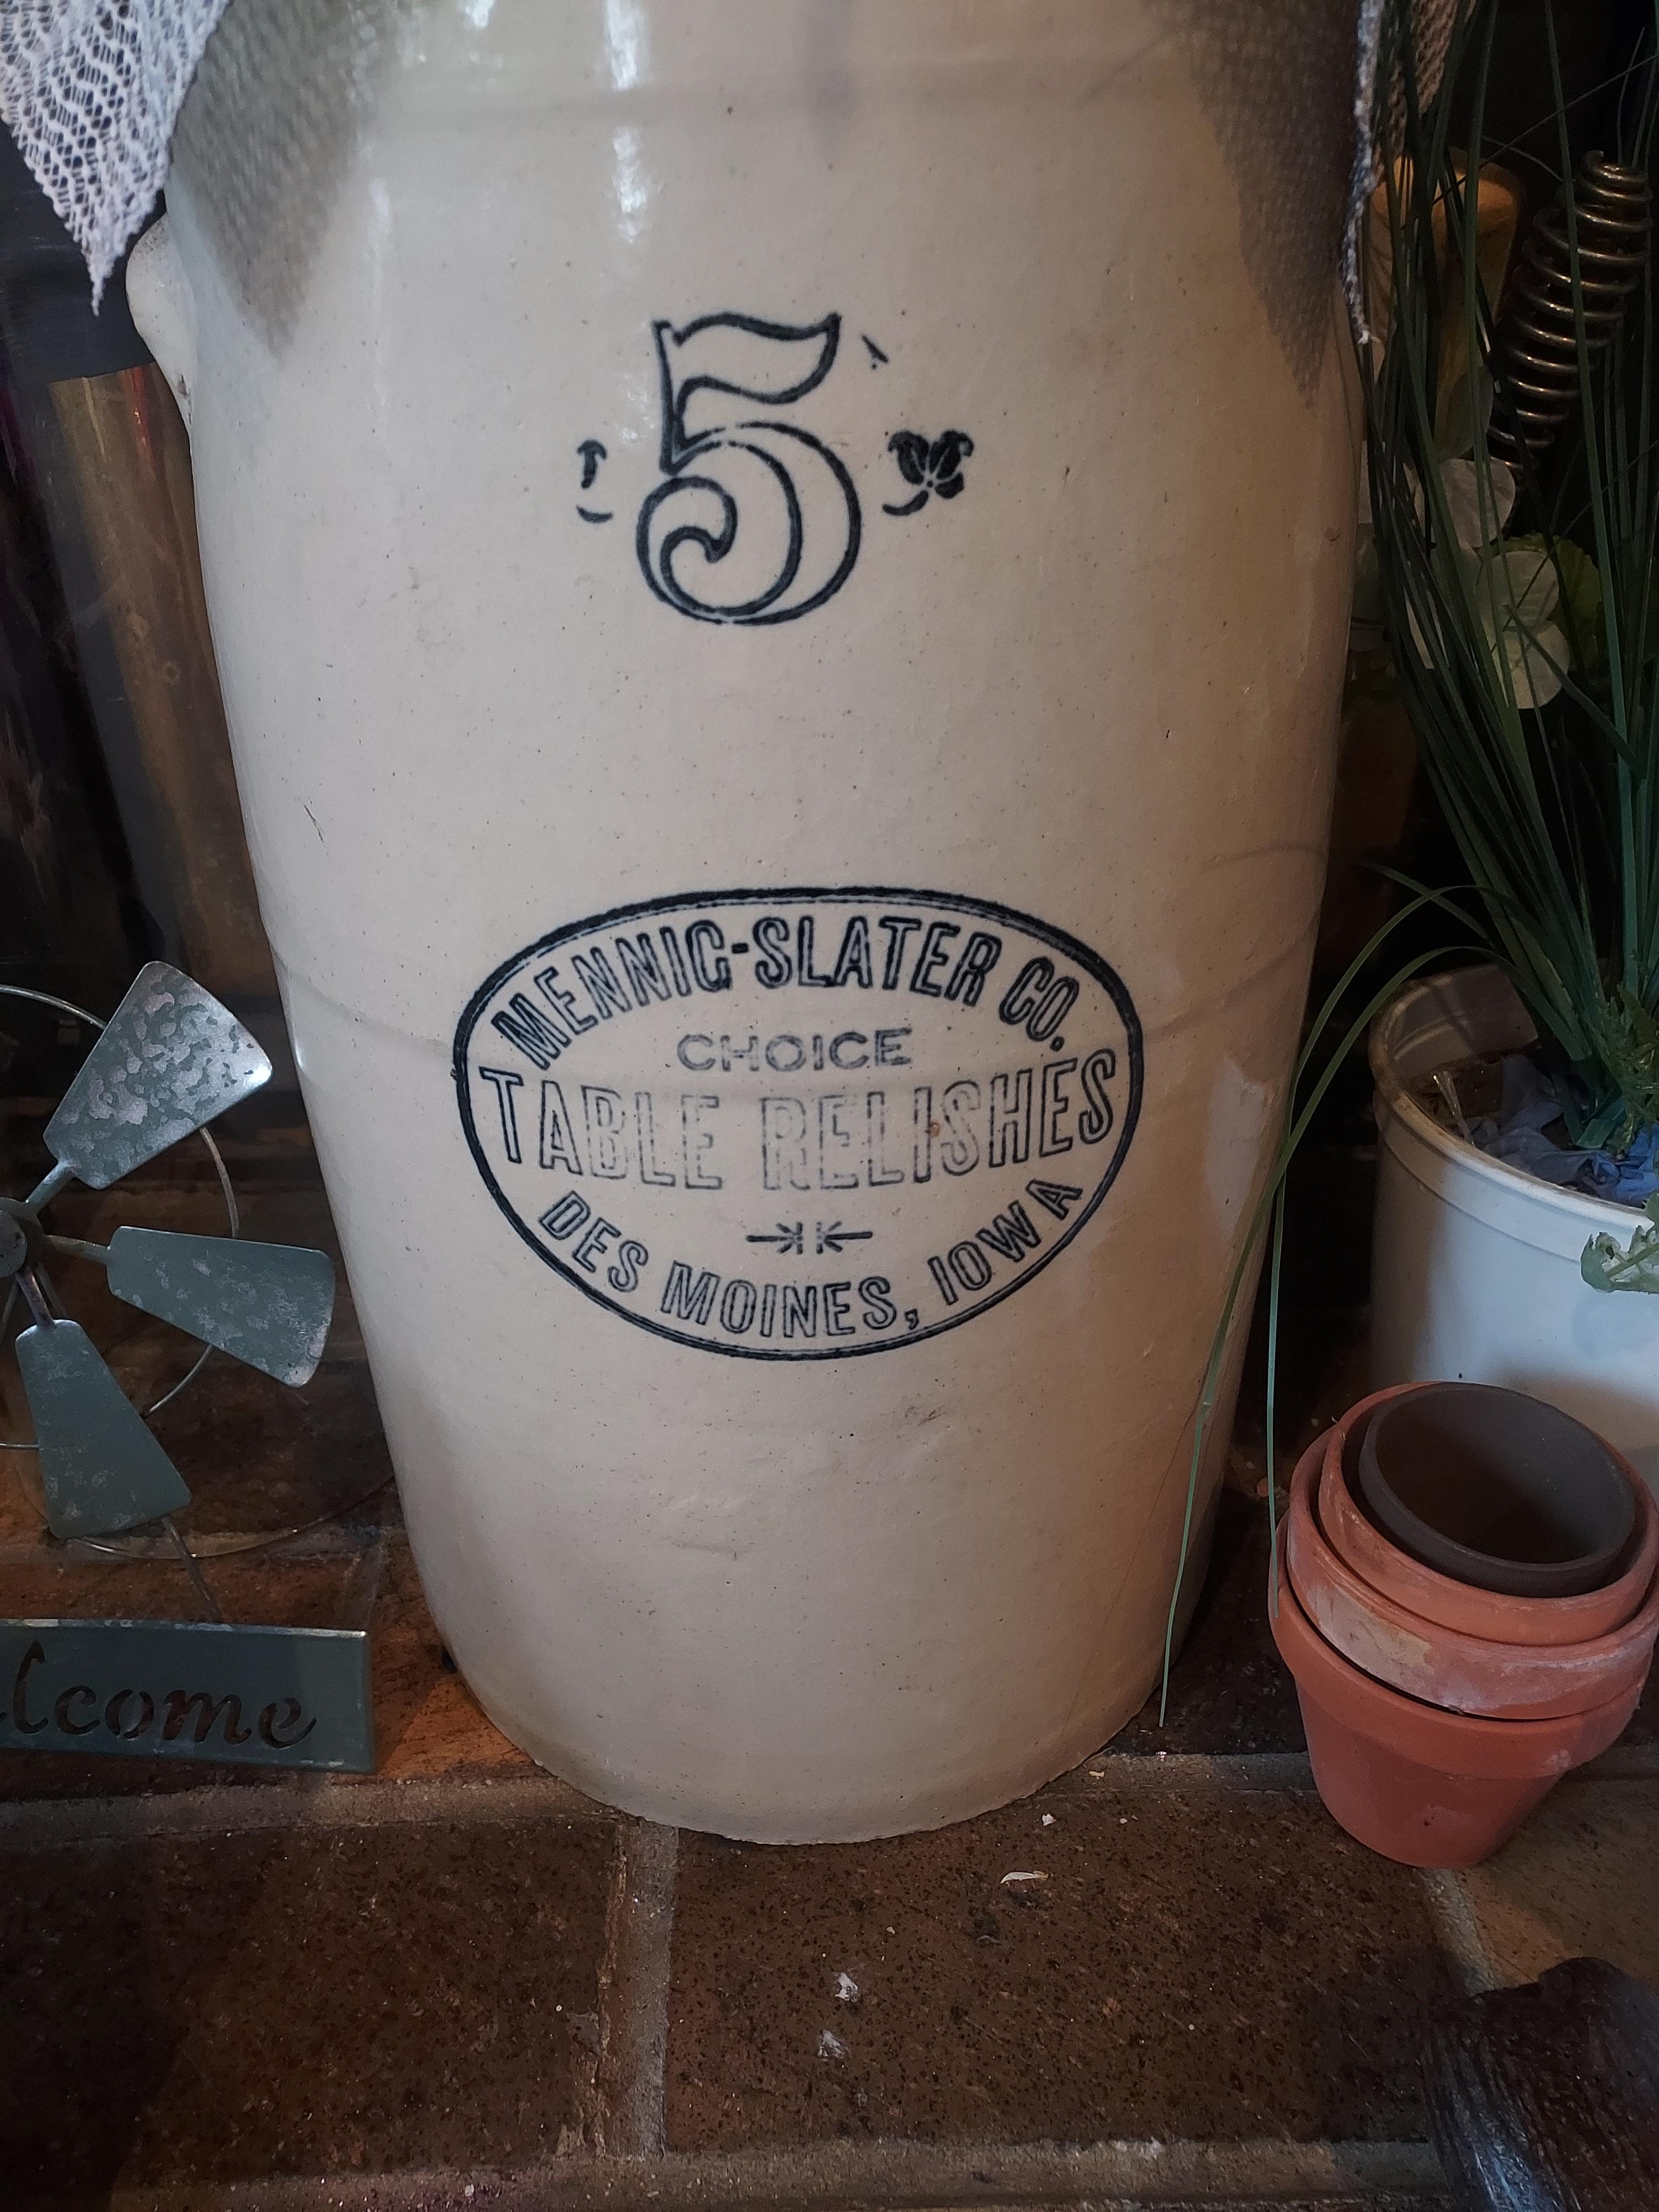 5
MENNIG-SLATER CO.
CHOICE
TABLE RELISHES
DES MOINES, IOWA
lcome